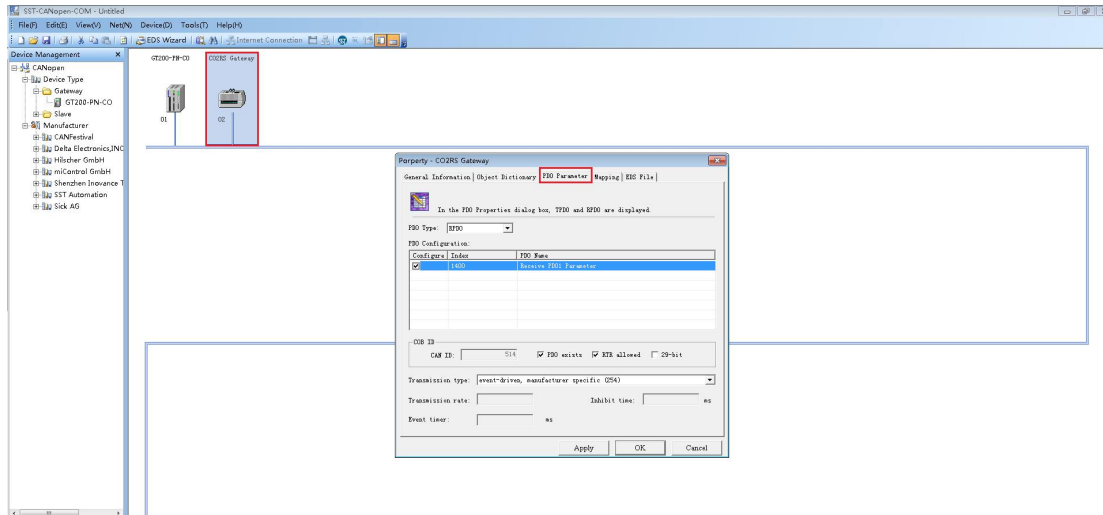 SST-CANopen-COM - Untitled
File(F) Edit(E) View(V) Net(N) Device(D) Tools(T) Help(H)
EDS Wizard Internet Connection
Device Management x
CANopen
Device Type
Gateway
GT200-PN-CO
Slave
Manufacturer
CANFestival
Delta Electronics,INC
Hilscher GmbH
miControl GmbH
Shenzhen Inovance T
SST Automation
Sick AG
GT200-PN-CO CO2RS Gateway
01 02
Porperty - CO2RS Gateway
General Information Object Dictionary PDO Parameter Mapping EDS File
In the PDO Properties dialog box, TPDO and RPDO are displayed.
PDO Type: RPDO
PDO Configuration:
Configure Index PDO Name
1400 Receive PDO1 Parameter
COB ID
CAN ID: 514 PDO exists RTR allowed 29-bit
Transmission type: event-driven, manufacturer specific (254)
Transmission rate: Inhibit time: ms
Event timer: ms
Apply OK Cancel